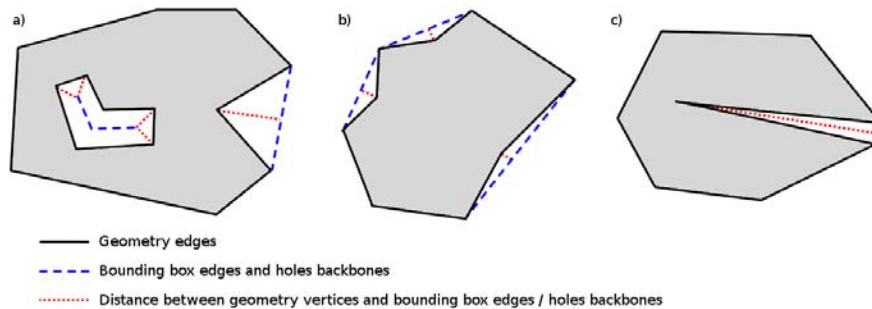 a)
b)
c)
Geometry edges
Bounding box edges and holes backbones
Distance between geometry vertices and bounding box edges / holes backbones